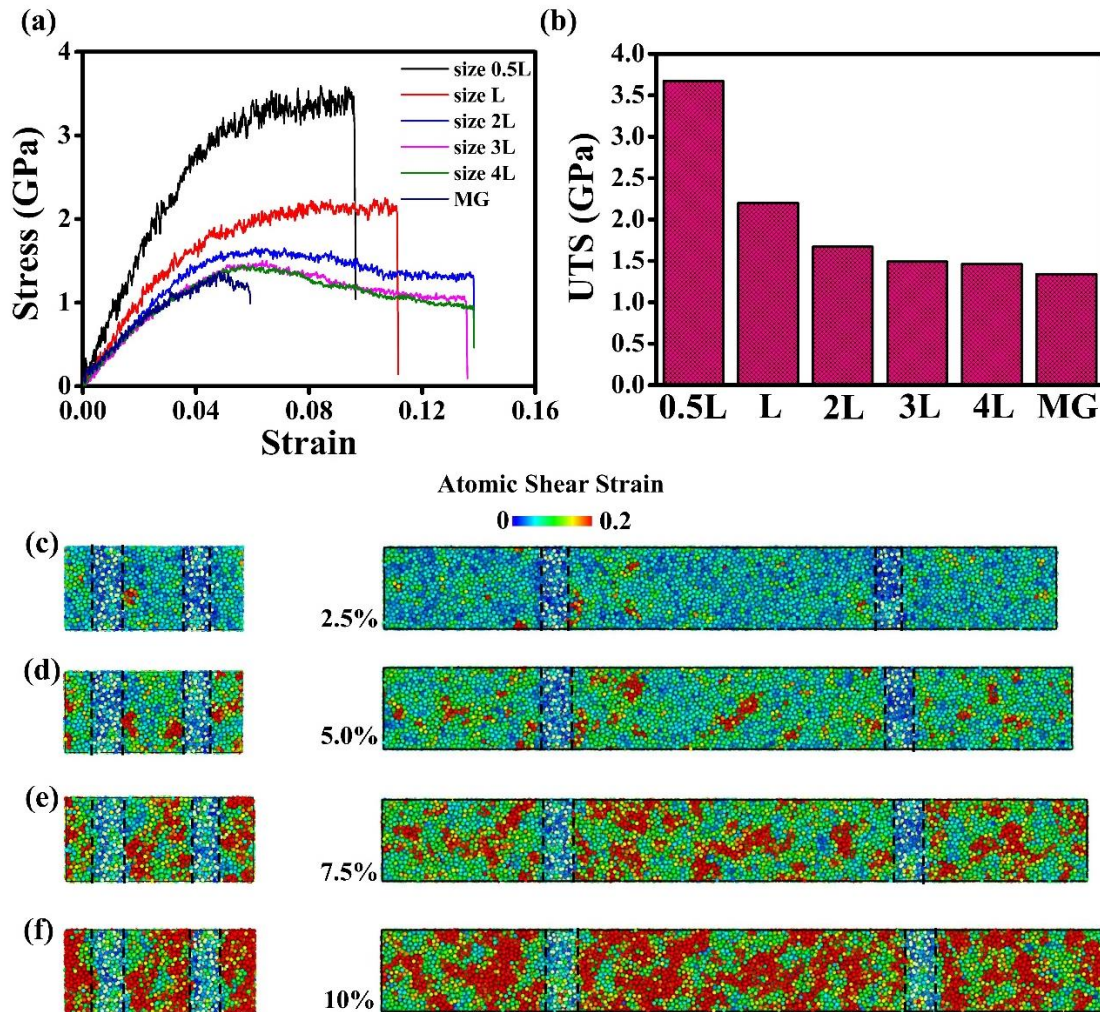 (a)
Stress (GPa)
4
3
2
1
0
0.00 0.04 0.08 0.12 0.16
Strain
size 0.5L
size L
size 2L
size 3L
size 4L
MG
(b)
UTS (GPa)
4.0
3.5
3.0
2.5
2.0
1.5
1.0
0.5
0.0
0.5L L 2L 3L 4L MG
Atomic Shear Strain
0 0.2
(c)
2.5%
(d)
5.0%
(e)
7.5%
(f)
10%